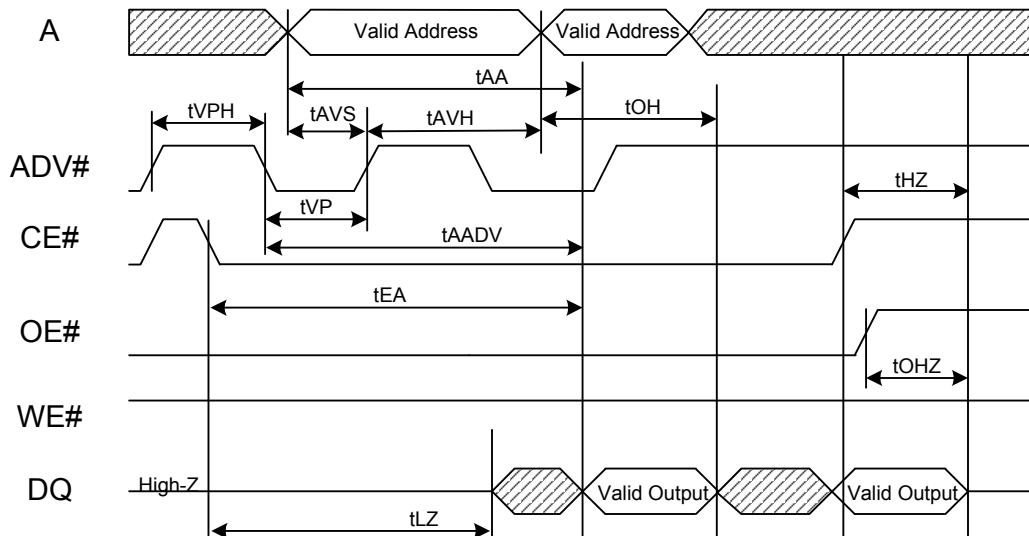 A
Valid Address
Valid Address
tAA
tVPH
tAVS
tAVH
tOH
ADV#
tVP
tHZ
CE#
tAADV
tEA
OE#
tOHZ
WE#
DQ
High-Z
Valid Output
Valid Output
tLZ